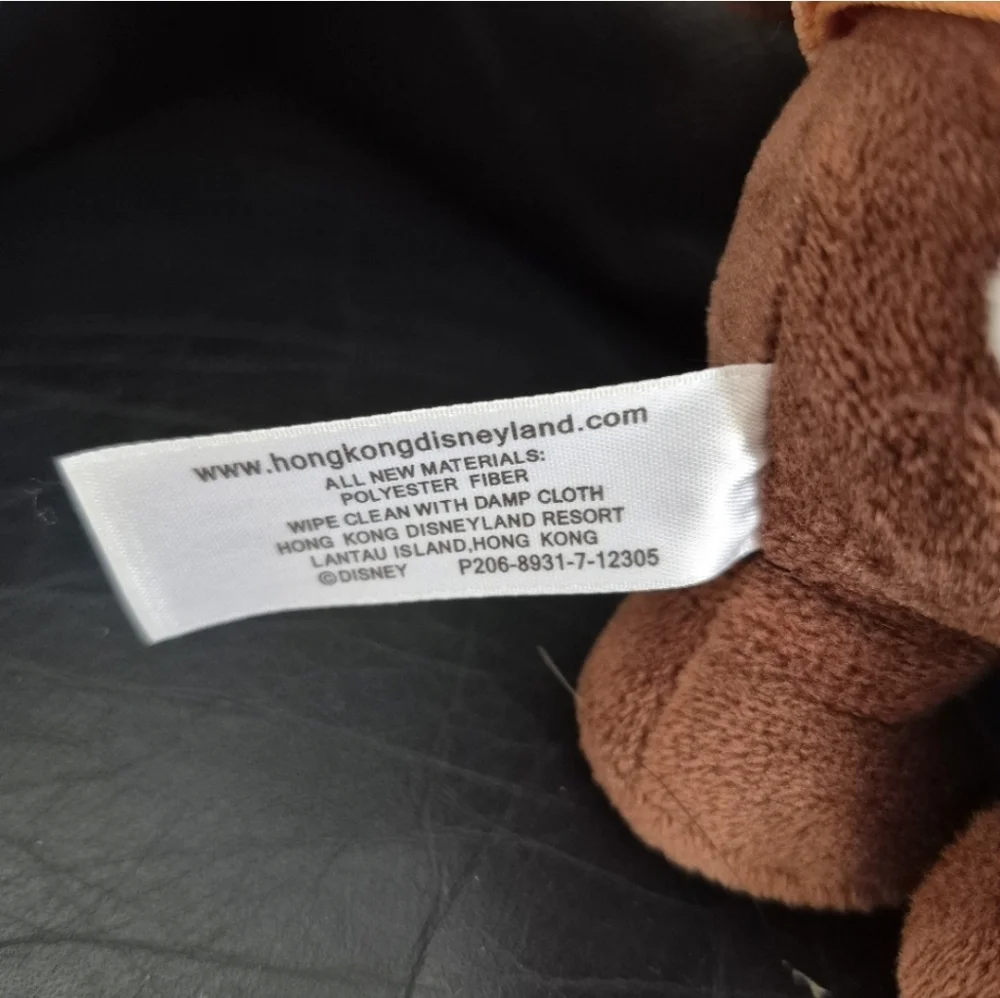 www.hongkongdisneyland.com
ALL NEW MATERIALS:
POLYESTER FIBER
WIPE CLEAN WITH DAMP CLOTH
HONG KONG DISNEYLAND RESORT
LANTAU ISLAND,HONG KONG
©DISNEY P206-8931-7-12305